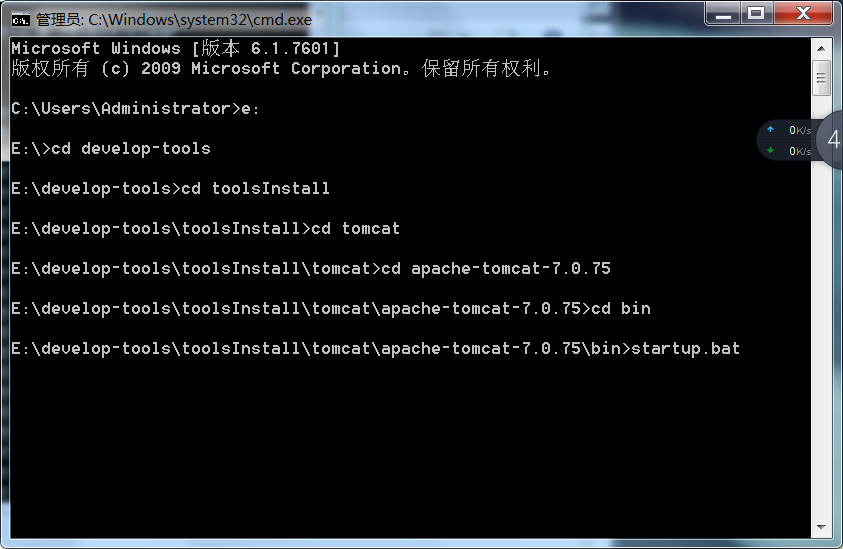 管理员: C:\Windows\system32\cmd.exe
Microsoft Windows [版本 6.1.7601]
版权所有 (c) 2009 Microsoft Corporation。保留所有权利。
C:\Users\Administrator>e:
E:\>cd develop-tools
E:\develop-tools>cd toolsInstall
E:\develop-tools\toolsInstall>cd tomcat
E:\develop-tools\toolsInstall\tomcat>cd apache-tomcat-7.0.75
E:\develop-tools\toolsInstall\tomcat\apache-tomcat-7.0.75>cd bin
E:\develop-tools\toolsInstall\tomcat\apache-tomcat-7.0.75\bin>startup.bat
0K/s
0K/s
4